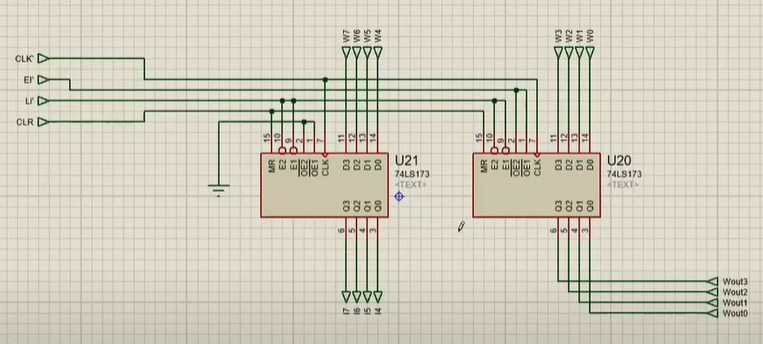 W7 W6 W5 W4
W3 W2 W1 W0
CLK'
EI'
LI'
CLR
15 10 9 2 1 7 11 12 13 14
MR E2 E1 OE2 OE1 CLK D3 D2 D1 D0
Q3 Q2 Q1 Q0
6 5 4 3
U21
74LS173
<TEXT>
I7 I6 I5 I4
15 10 9 2 1 7 11 12 13 14
MR E2 E1 OE2 OE1 CLK D3 D2 D1 D0
Q3 Q2 Q1 Q0
6 5 4 3
U20
74LS173
<TEXT>
Wout3
Wout2
Wout1
Wout0